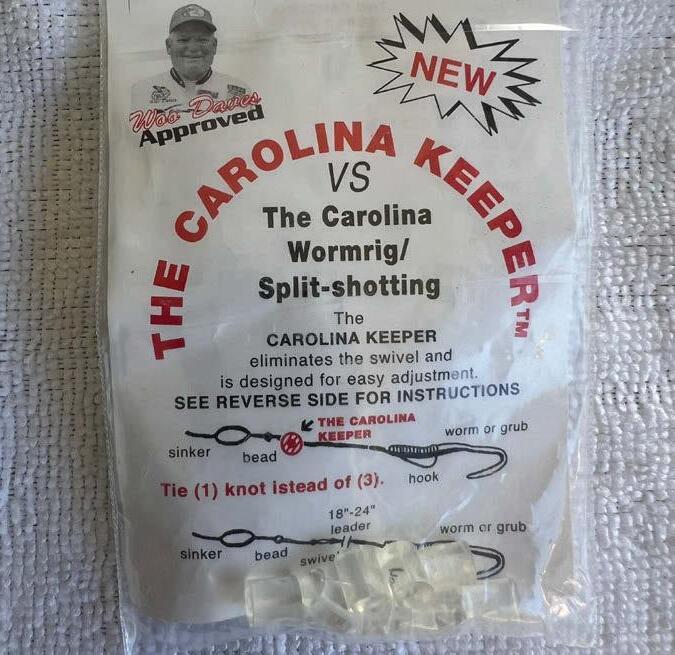 Woo Daves
Approved
NEW
THE CAROLINA KEEPER™
VS
The Carolina
Wormrig/
Split-shotting
The
CAROLINA KEEPER
eliminates the swivel and
is designed for easy adjustment.
SEE REVERSE SIDE FOR INSTRUCTIONS
THE CAROLINA
KEEPER
worm or grub
sinker
bead
hook
Tie (1) knot istead of (3).
18"-24"
leader
worm or grub
sinker
bead
swive